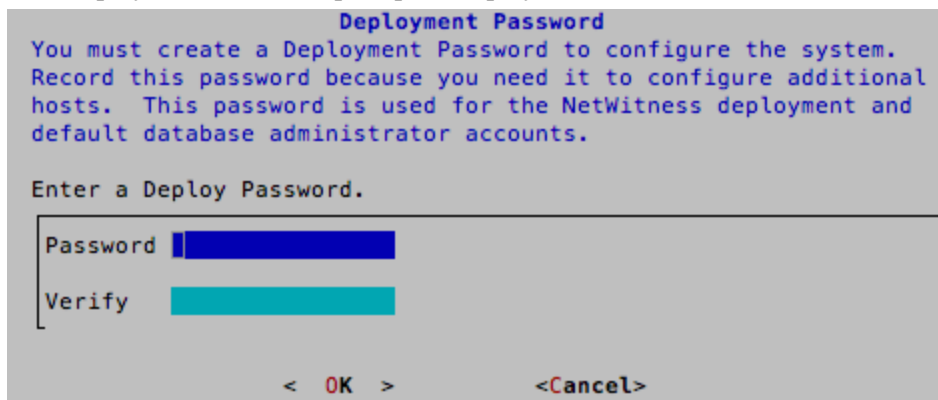 Deployment Password
You must create a Deployment Password to configure the system.
Record this password because you need it to configure additional
hosts.  This password is used for the NetWitness deployment and
default database administrator accounts.
Enter a Deploy Password.
Password
Verify
<  OK  >
<Cancel>